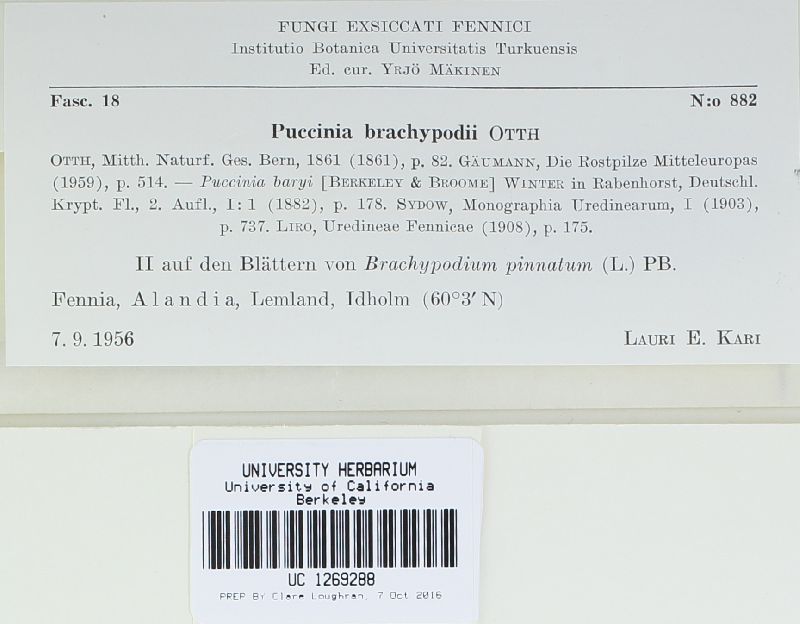 FUNGI EXSICCATI FENNICI
Institutio Botanica Universitatis Turkuensis
Ed. cur. YRJÖ MÄKINEN
Fasc. 18 N:o 882
Puccinia brachypodii OTTH
OTTH, Mitth. Naturf. Ges. Bern, 1861 (1861), p. 82. GÄUMANN, Die Rostpilze Mitteleuropas
(1959), p. 514. — Puccinia baryi [BERKELEY & BROOME] WINTER in Rabenhorst, Deutschl.
Krypt. Fl., 2. Aufl., 1:1 (1882), p. 178. SYDOW, Monographia Uredinearum, I (1903),
p. 737. LIRO, Uredineae Fennicae (1908), p. 175.
II auf den Blättern von Brachypodium pinnatum (L.) PB.
Fennia, Alandia, Lemland, Idholm (60°3′ N)
7. 9. 1956 LAURI E. KARI
UNIVERSITY HERBARIUM
University of California
Berkeley
UC 1269288
PREP BY Clare Loughran, 7 Oct 2016